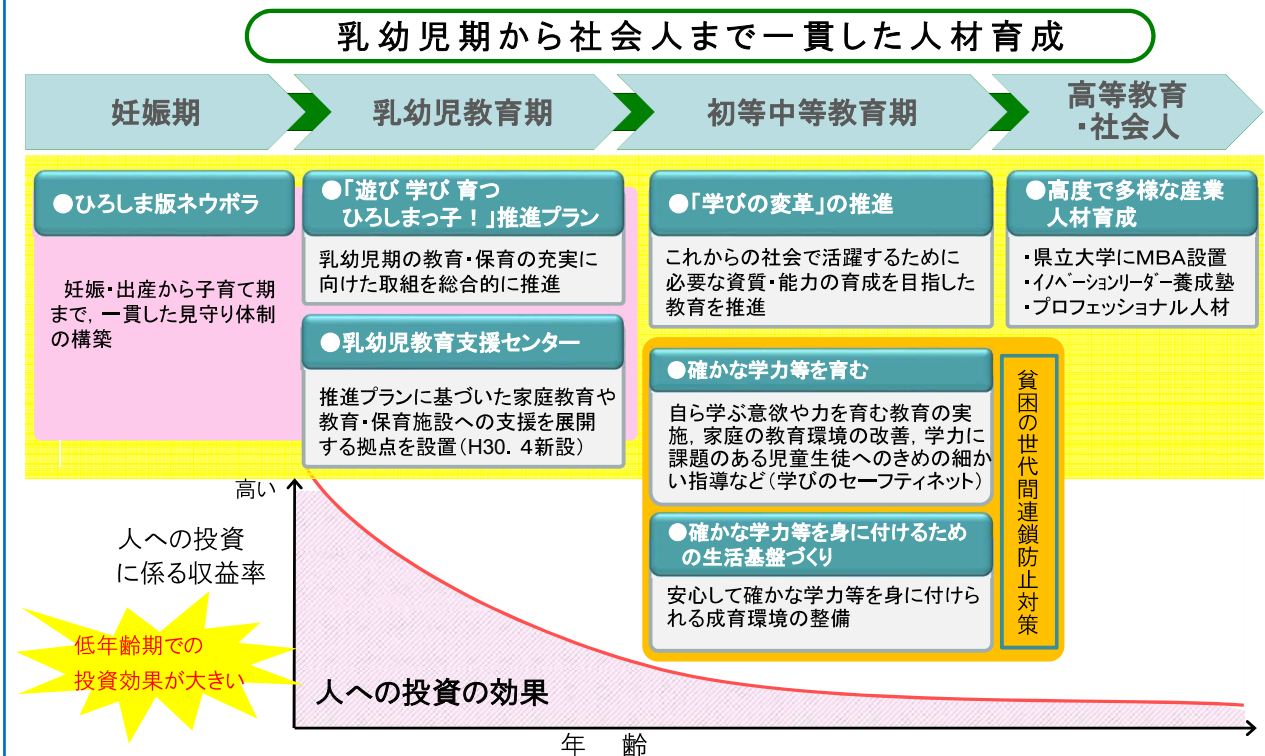 乳幼児期から社会人まで一貫した人材育成
妊娠期
乳幼児教育期
初等中等教育期
高等教育
・社会人
●ひろしま版ネウボラ
妊娠・出産から子育て期
まで，一貫した見守り体制
の構築
●「遊び 学び 育つ
ひろしまっ子！」推進プラン
乳幼児期の教育・保育の充実に
向けた取組を総合的に推進
●乳幼児教育支援センター
推進プランに基づいた家庭教育や
教育・保育施設への支援を展開
する拠点を設置（H30．4新設）
●「学びの変革」の推進
これからの社会で活躍するために
必要な資質・能力の育成を目指した
教育を推進
●確かな学力等を育む
自ら学ぶ意欲や力を育む教育の実
施，家庭の教育環境の改善，学力に
課題のある児童生徒へのきめの細か
い指導など（学びのセーフティネット）
●確かな学力等を身に付けるため
の生活基盤づくり
安心して確かな学力等を身に付けら
れる成育環境の整備
貧困の世代間連鎖防止対策
●高度で多様な産業
人材育成
・県立大学にＭＢＡ設置
・ｲﾉﾍﾞｰｼｮﾝﾘｰﾀﾞｰ養成塾
・プロフェッショナル人材
高い
人への投資
に係る収益率
低年齢期での
投資効果が大きい
人への投資の効果
年 齢